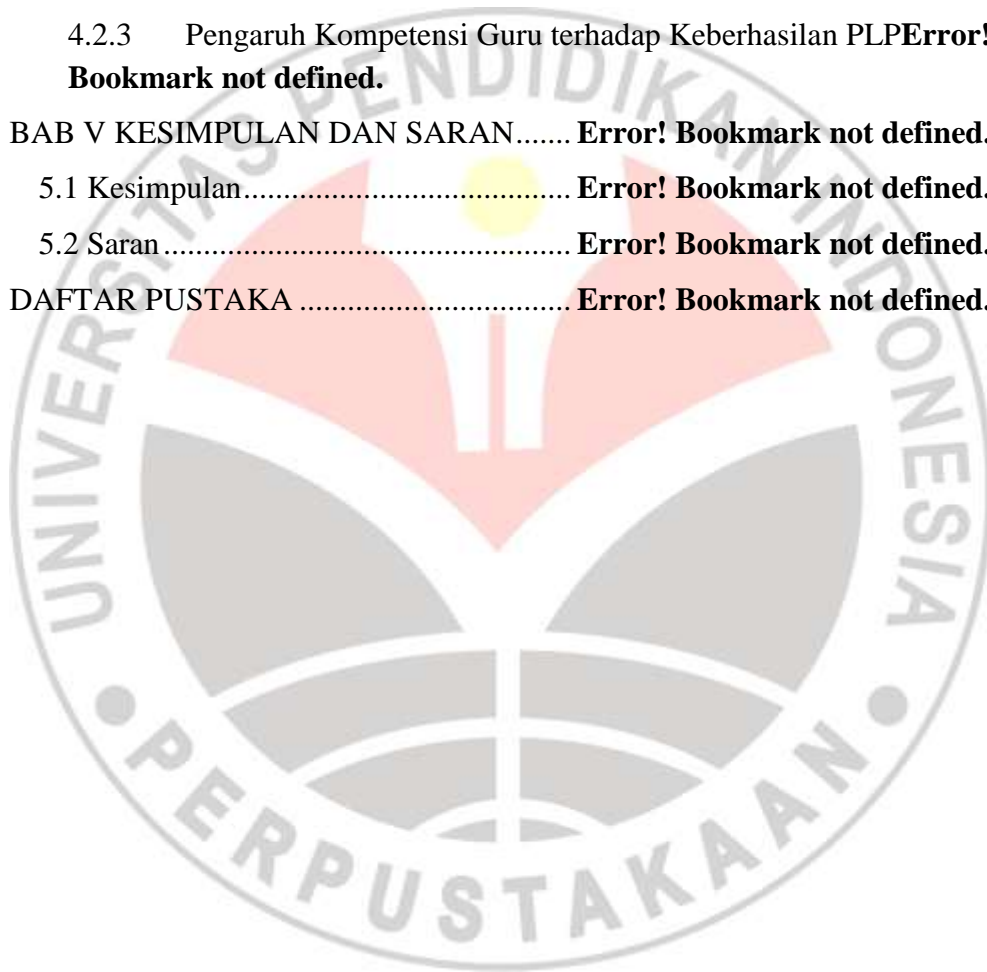 4.2.3 Pengaruh Kompetensi Guru terhadap Keberhasilan PLPError!
Bookmark not defined.
BAB V KESIMPULAN DAN SARAN....... Error! Bookmark not defined.
5.1 Kesimpulan......................................... Error! Bookmark not defined.
5.2 Saran................................................... Error! Bookmark not defined.
DAFTAR PUSTAKA .................................. Error! Bookmark not defined.
UNIVERSITAS PENDIDIKAN INDONESIA
PERPUSTAKAAN